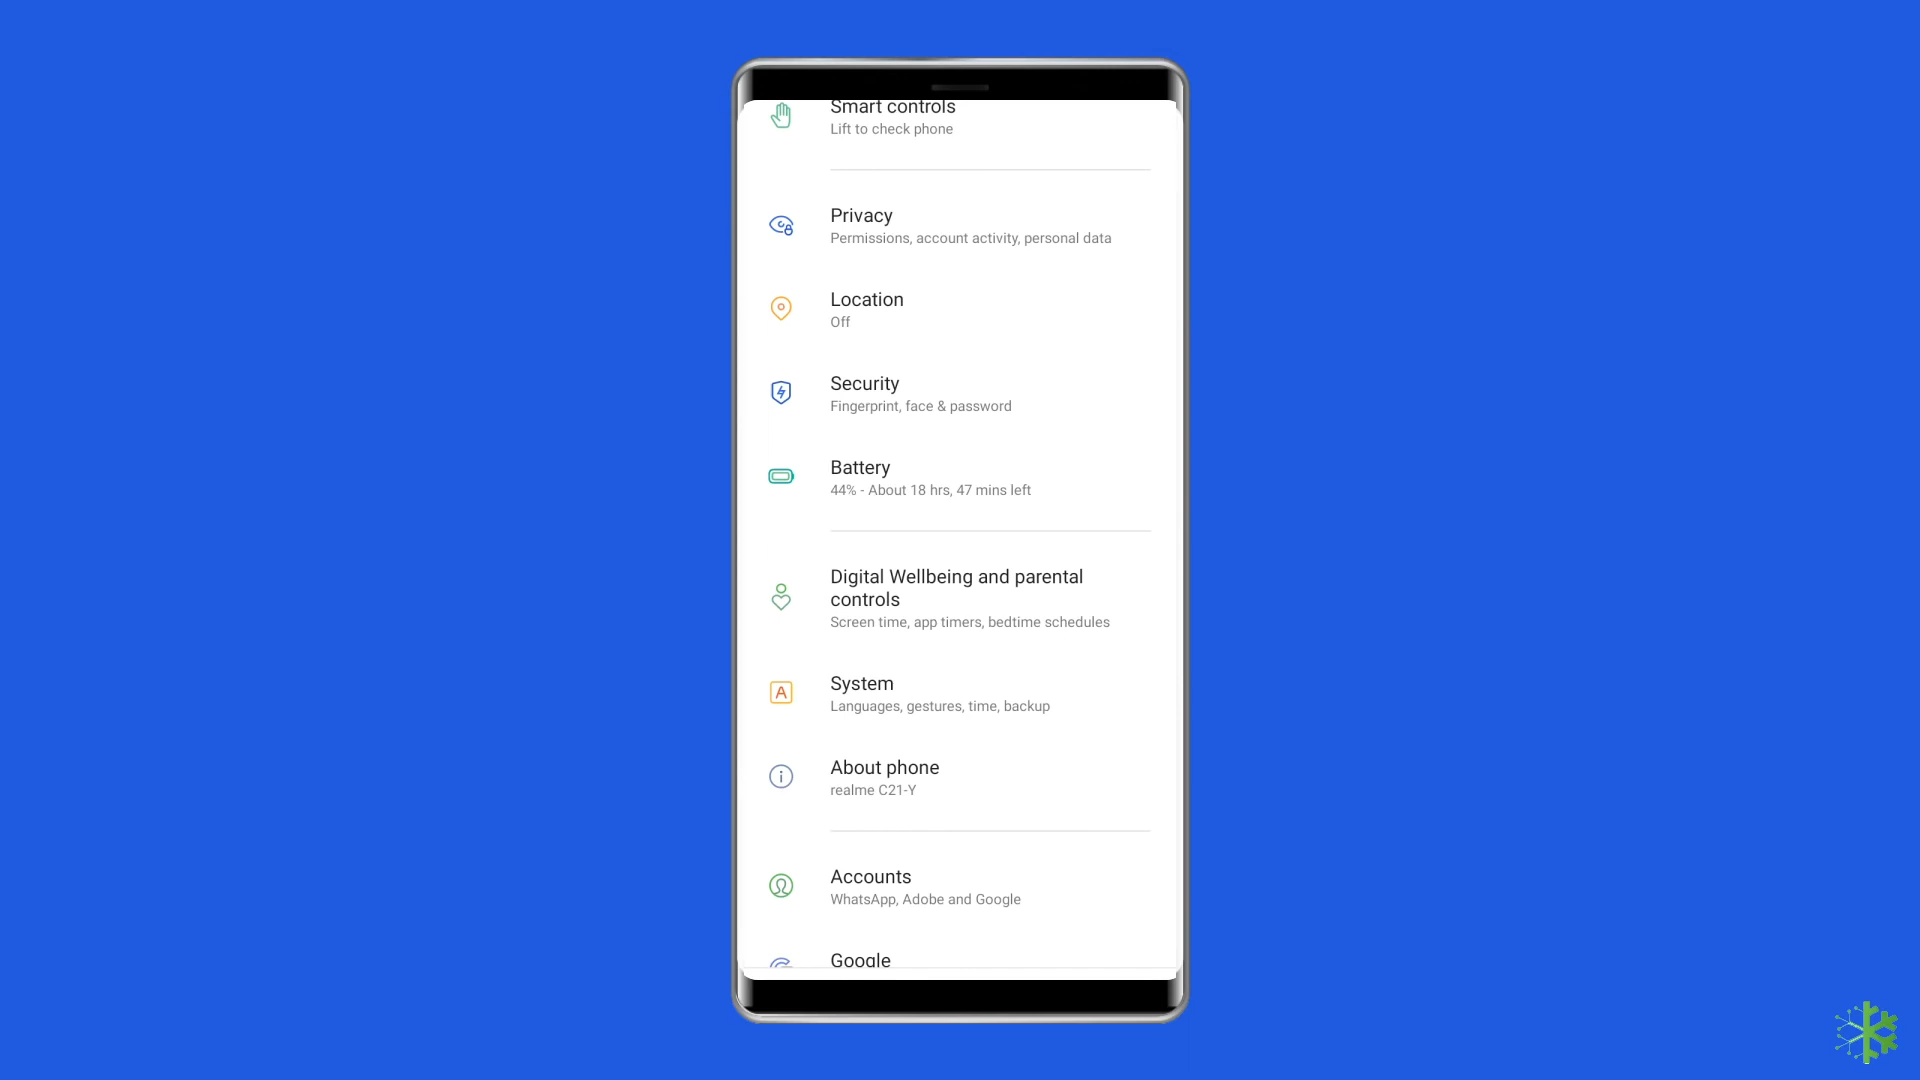 Smart controls
Lift to check phone
Privacy
Permissions, account activity, personal data
Location
Off
Security
Fingerprint, face & password
Battery
44% - About 18 hrs, 47 mins left
Digital Wellbeing and parental
controls
Screen time, app timers, bedtime schedules
A
System
Languages, gestures, time, backup
About phone
realme C21-Y
Accounts
WhatsApp, Adobe and Google
Google